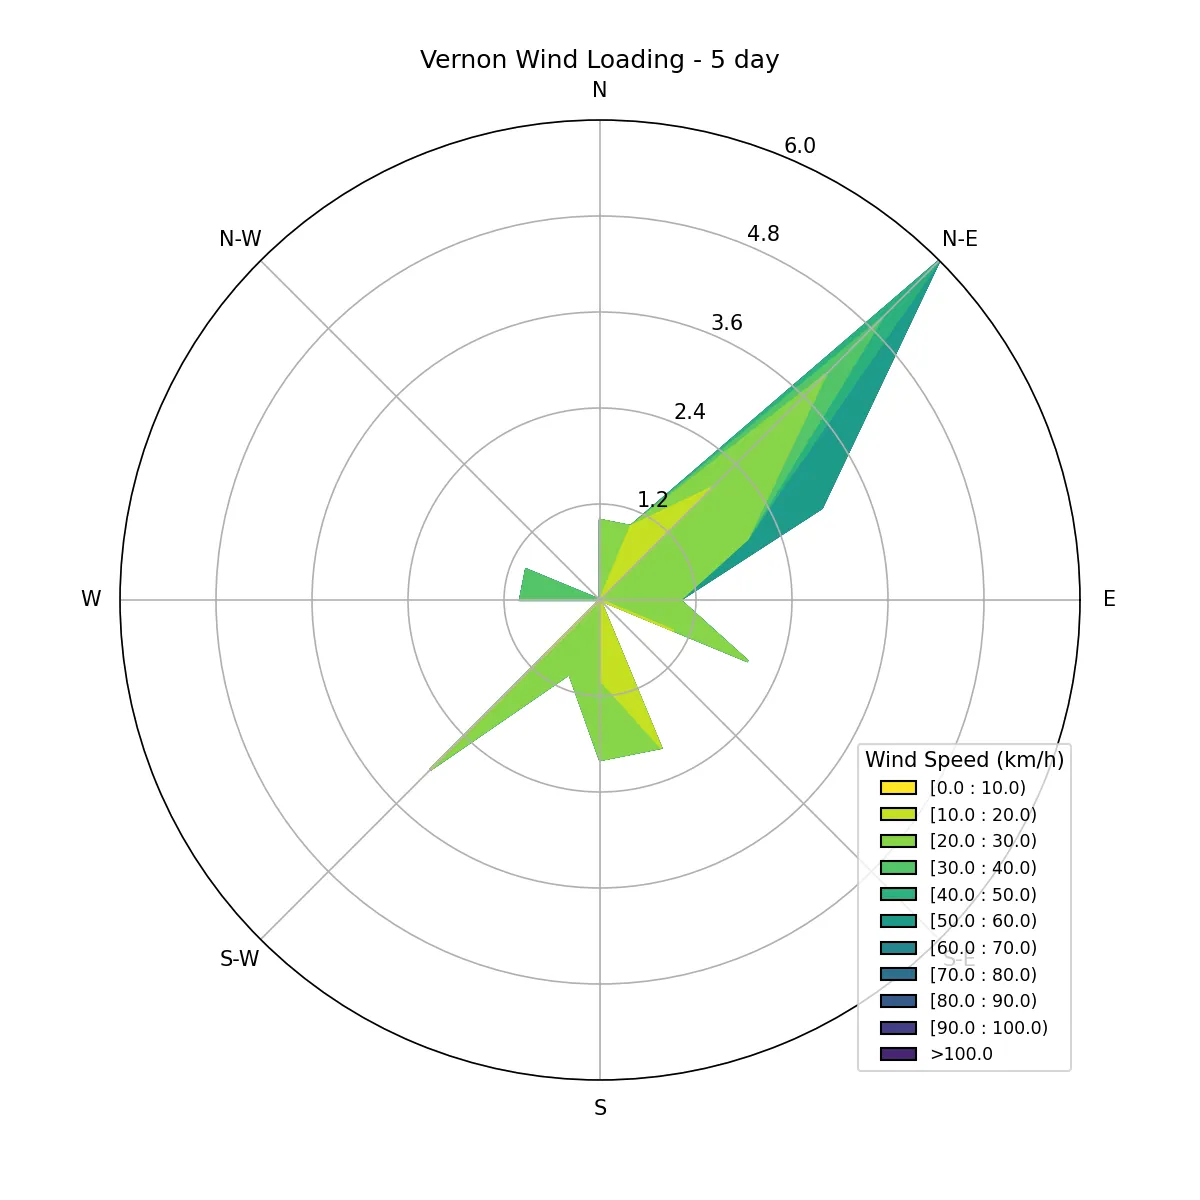 Vernon Wind Loading - 5 day
N
6.0
4.8
N-W
N-E
3.6
2.4
1.2
W
E
Wind Speed (km/h)
[0.0 : 10.0)
[10.0 : 20.0)
[20.0 : 30.0)
[30.0 : 40.0)
[40.0 : 50.0)
[50.0 : 60.0)
[60.0 : 70.0)
S-W
S-E
[70.0 : 80.0)
[80.0 : 90.0)
[90.0 : 100.0)
>100.0
S